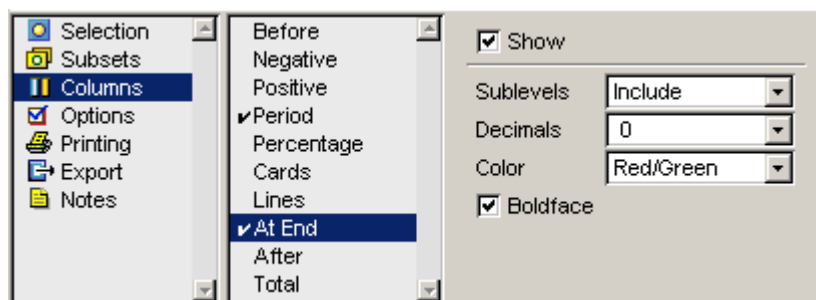 Selection
Subsets
Columns
Options
Printing
Export
Notes
Before
Negative
Positive
Period
Percentage
Cards
Lines
At End
After
Total
Show
Sublevels Include
Decimals 0
Color Red/Green
Boldface